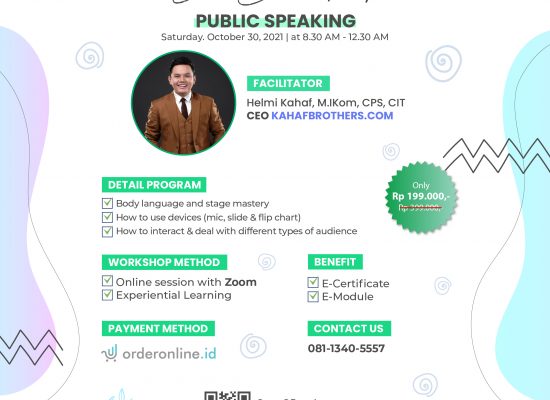 PUBLIC SPEAKING
Saturday. October 30, 2021 | at 8.30 AM - 12.30 AM
FACILITATOR
Helmi Kahaf, M.IKom, CPS, CIT
CEO KAHAFBROTHERS.COM
DETAIL PROGRAM
Body language and stage mastery
How to use devices (mic, slide & flip chart)
How to interact & deal with different types of audience
Only
Rp 199.000,-
Rp 399.000,-
WORKSHOP METHOD
Online session with Zoom
Experiential Learning
BENEFIT
E-Certificate
E-Module
PAYMENT METHOD
orderonline.id
CONTACT US
081-1340-5557